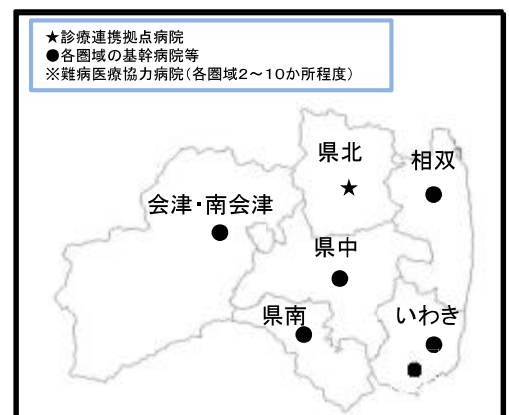 ★診療連携拠点病院
●各圏域の基幹病院等
※難病医療協力病院（各圏域2～10か所程度）
県北
相双
会津・南会津
県中
県南
いわき